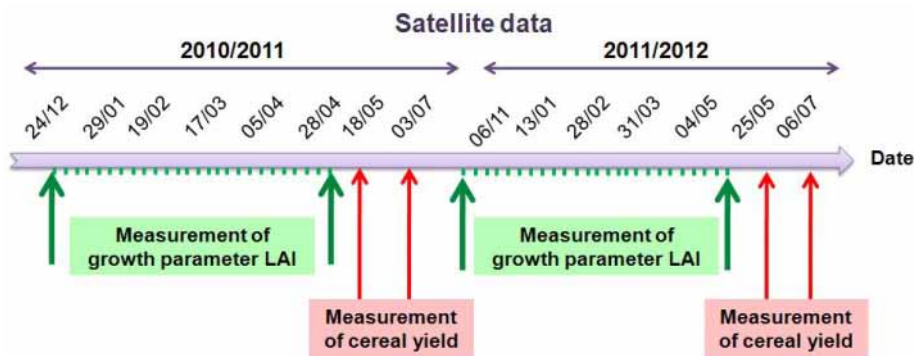 Satellite data
2010/2011
2011/2012
24/12
29/01
19/02
17/03
05/04
28/04
18/05
03/07
06/11
13/01
28/02
31/03
04/05
25/05
06/07
Date
Measurement of
growth parameter LAI
Measurement of
growth parameter LAI
Measurement
of cereal yield
Measurement
of cereal yield